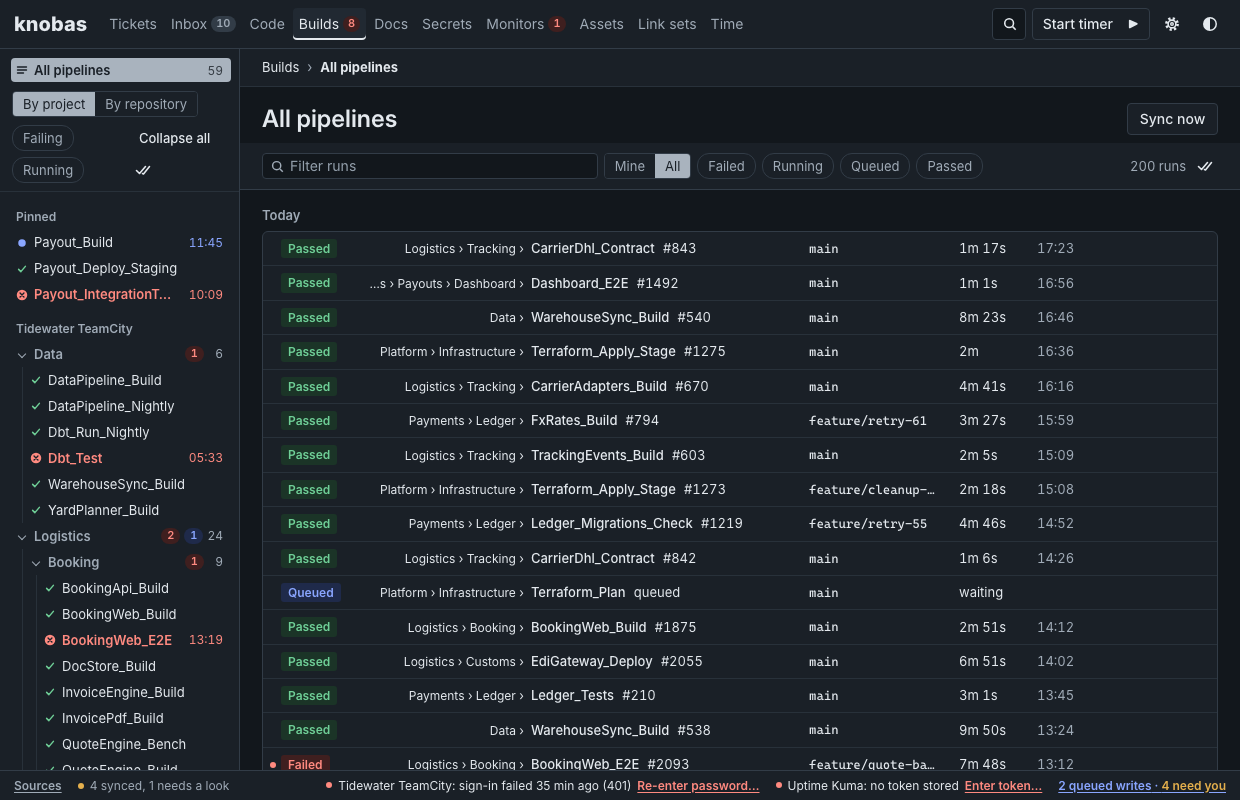 knobas Tickets Inbox 10 Code Builds 8 Docs Secrets Monitors 1 Assets Link sets Time Start timer
All pipelines 59
By project By repository
Failing Collapse all
Running
Pinned
Payout_Build 11:45
Payout_Deploy_Staging
Payout_IntegrationT... 10:09
Tidewater TeamCity
Data 1 6
DataPipeline_Build
DataPipeline_Nightly
Dbt_Run_Nightly
Dbt_Test 05:33
WarehouseSync_Build
YardPlanner_Build
Logistics 2 1 24
Booking 1 9
BookingApi_Build
BookingWeb_Build
BookingWeb_E2E 13:19
DocStore_Build
InvoiceEngine_Build
InvoicePdf_Build
QuoteEngine_Bench
QuoteEngine_Build
Builds › All pipelines
All pipelines Sync now
Filter runs Mine All Failed Running Queued Passed 200 runs
Today
Passed Logistics › Tracking › CarrierDhl_Contract #843 main 1m 17s 17:23
Passed ...s › Payouts › Dashboard › Dashboard_E2E #1492 main 1m 1s 16:56
Passed Data › WarehouseSync_Build #540 main 8m 23s 16:46
Passed Platform › Infrastructure › Terraform_Apply_Stage #1275 main 2m 16:36
Passed Logistics › Tracking › CarrierAdapters_Build #670 main 4m 41s 16:16
Passed Payments › Ledger › FxRates_Build #794 feature/retry-61 3m 27s 15:59
Passed Logistics › Tracking › TrackingEvents_Build #603 main 2m 5s 15:09
Passed Platform › Infrastructure › Terraform_Apply_Stage #1273 feature/cleanup-… 2m 18s 15:08
Passed Payments › Ledger › Ledger_Migrations_Check #1219 feature/retry-55 4m 46s 14:52
Passed Logistics › Tracking › CarrierDhl_Contract #842 main 1m 6s 14:26
Queued Platform › Infrastructure › Terraform_Plan queued main waiting
Passed Logistics › Booking › BookingWeb_Build #1875 main 2m 51s 14:12
Passed Logistics › Customs › EdiGateway_Deploy #2055 main 6m 51s 14:02
Passed Payments › Ledger › Ledger_Tests #210 main 3m 1s 13:45
Passed Data › WarehouseSync_Build #538 main 9m 50s 13:24
Failed Logistics › Booking › BookingWeb_E2E #2093 feature/quote-ba… 7m 48s 13:12
Sources 4 synced, 1 needs a look Tidewater TeamCity: sign-in failed 35 min ago (401) Re-enter password... Uptime Kuma: no token stored Enter token... 2 queued writes · 4 need you